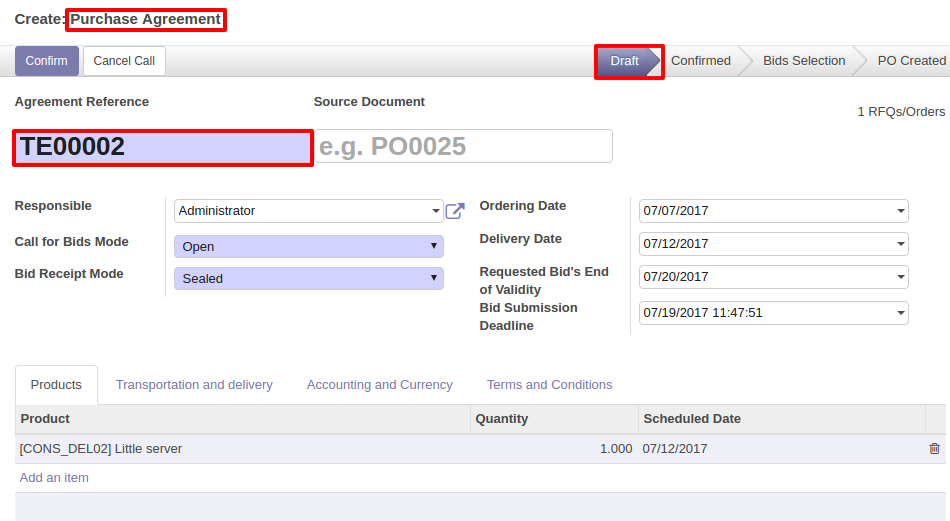 Create: Purchase Agreement
Confirm Cancel Call Draft Confirmed Bids Selection PO Created
Agreement Reference Source Document
1 RFQs/Orders
TE00002 e.g. PO0025
Responsible Administrator Ordering Date 07/07/2017
Call for Bids Mode Open Delivery Date 07/12/2017
Bid Receipt Mode Sealed Requested Bid's End 07/20/2017
of Validity
Bid Submission 07/19/2017 11:47:51
Deadline
Products Transportation and delivery Accounting and Currency Terms and Conditions
Product Quantity Scheduled Date
[CONS_DEL02] Little server 1.000 07/12/2017
Add an item